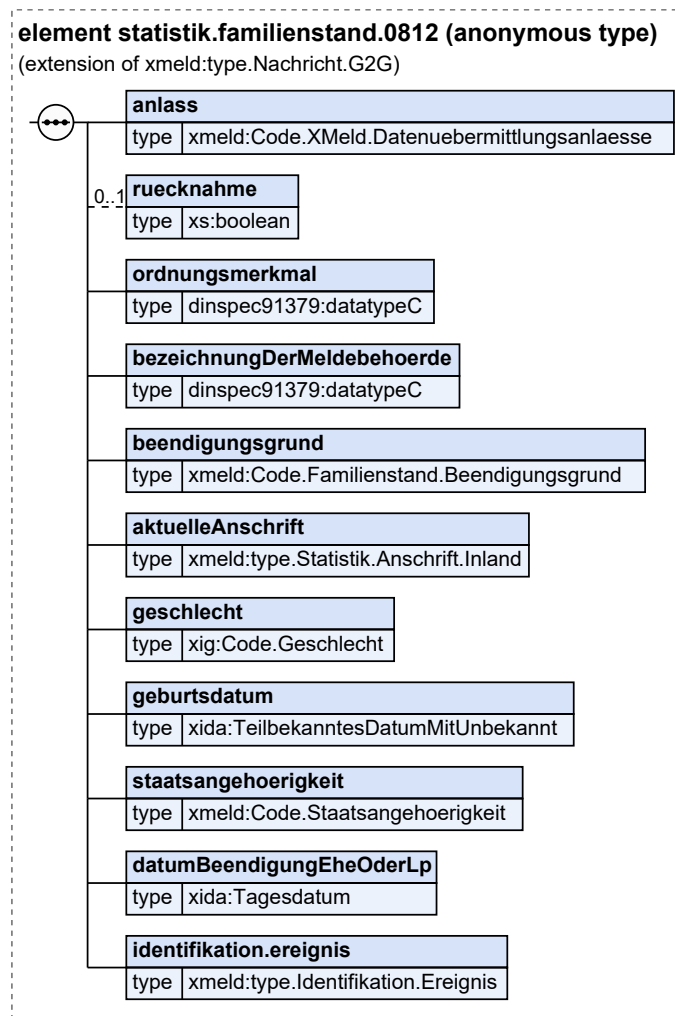 element statistik.familienstand.0812 (anonymous type)
(extension of xmeld:type.Nachricht.G2G)
anlass
type xmeld:Code.XMeld.Datenuebermittlungsanlaesse
0..1
ruecknahme
type xs:boolean
ordnungsmerkmal
type dinspec91379:datatypeC
bezeichnungDerMeldebehoerde
type dinspec91379:datatypeC
beendigungsgrund
type xmeld:Code.Familienstand.Beendigungsgrund
aktuelleAnschrift
type xmeld:type.Statistik.Anschrift.Inland
geschlecht
type xig:Code.Geschlecht
geburtsdatum
type xida:TeilbekanntesDatumMitUnbekannt
staatsangehoerigkeit
type xmeld:Code.Staatsangehoerigkeit
datumBeendigungEheOderLp
type xida:Tagesdatum
identifikation.ereignis
type xmeld:type.Identifikation.Ereignis